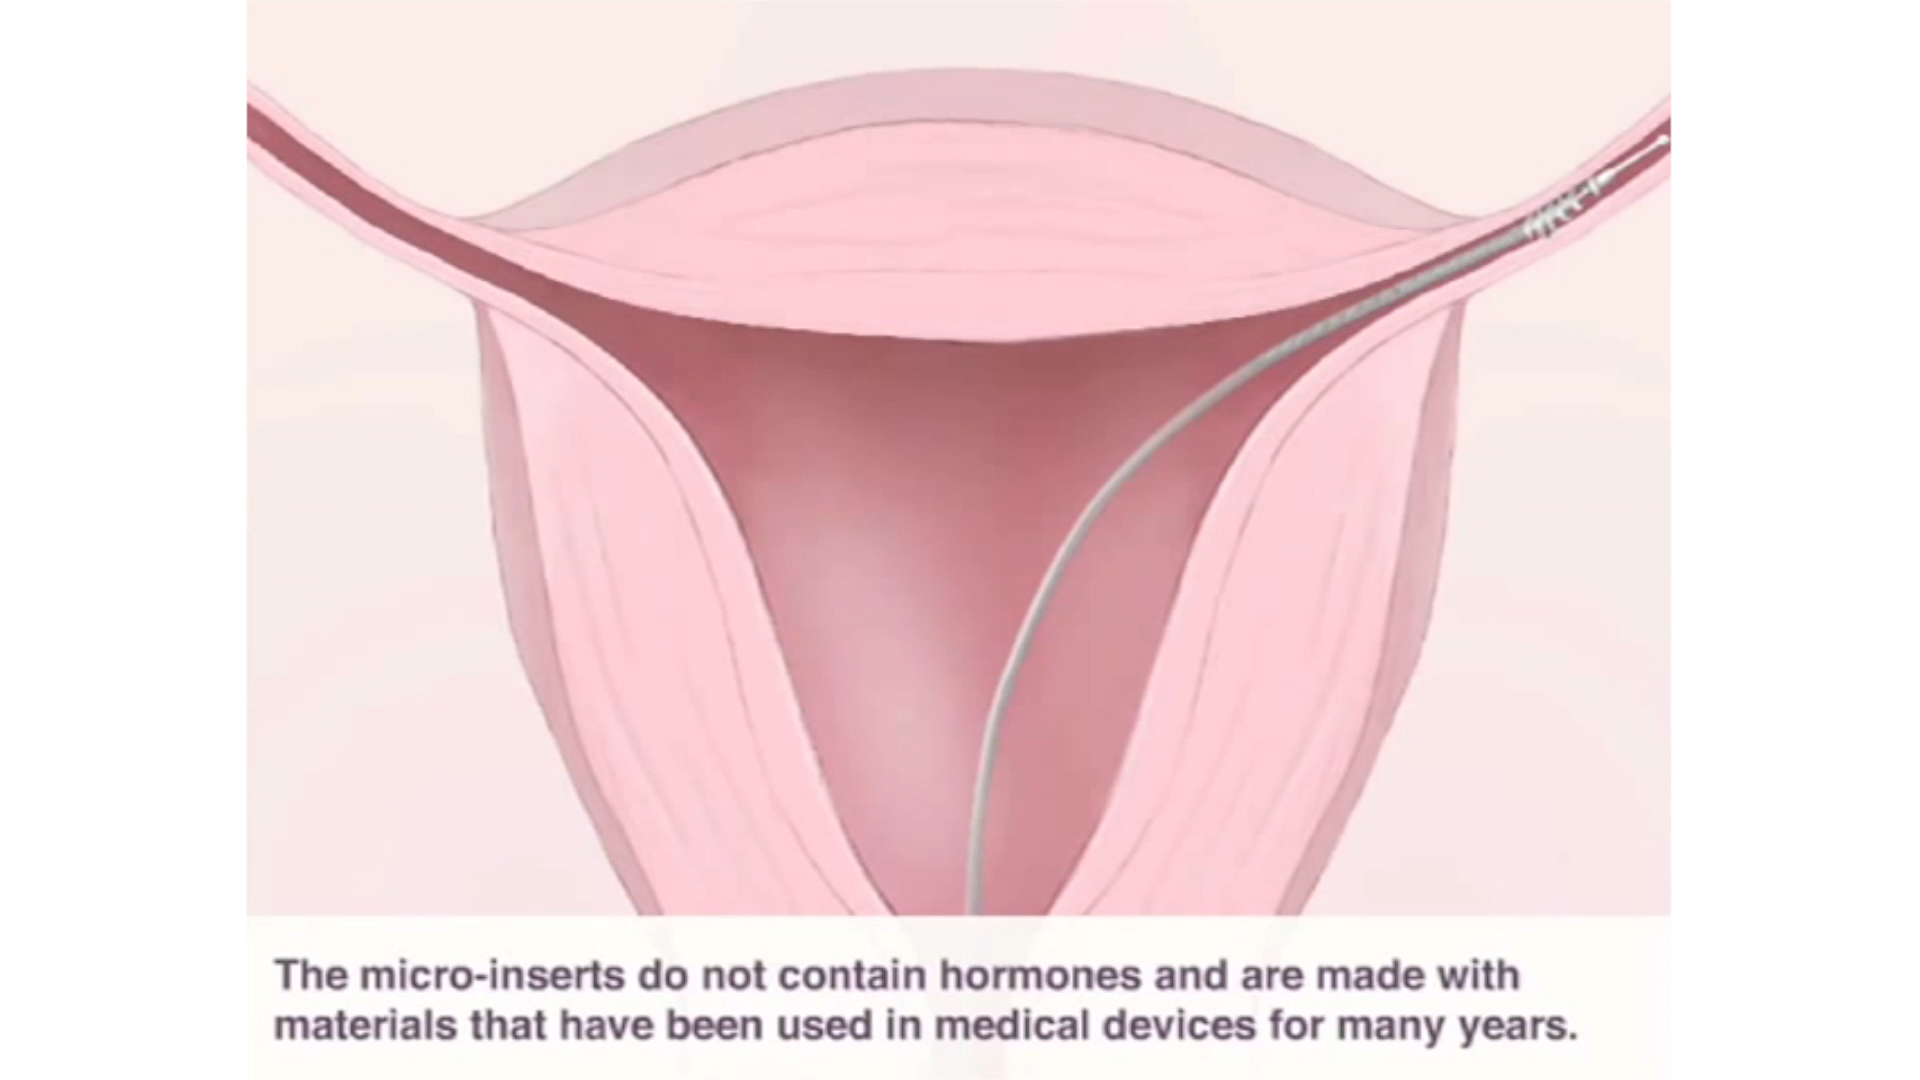 The micro-inserts do not contain hormones and are made with
materials that have been used in medical devices for many years.